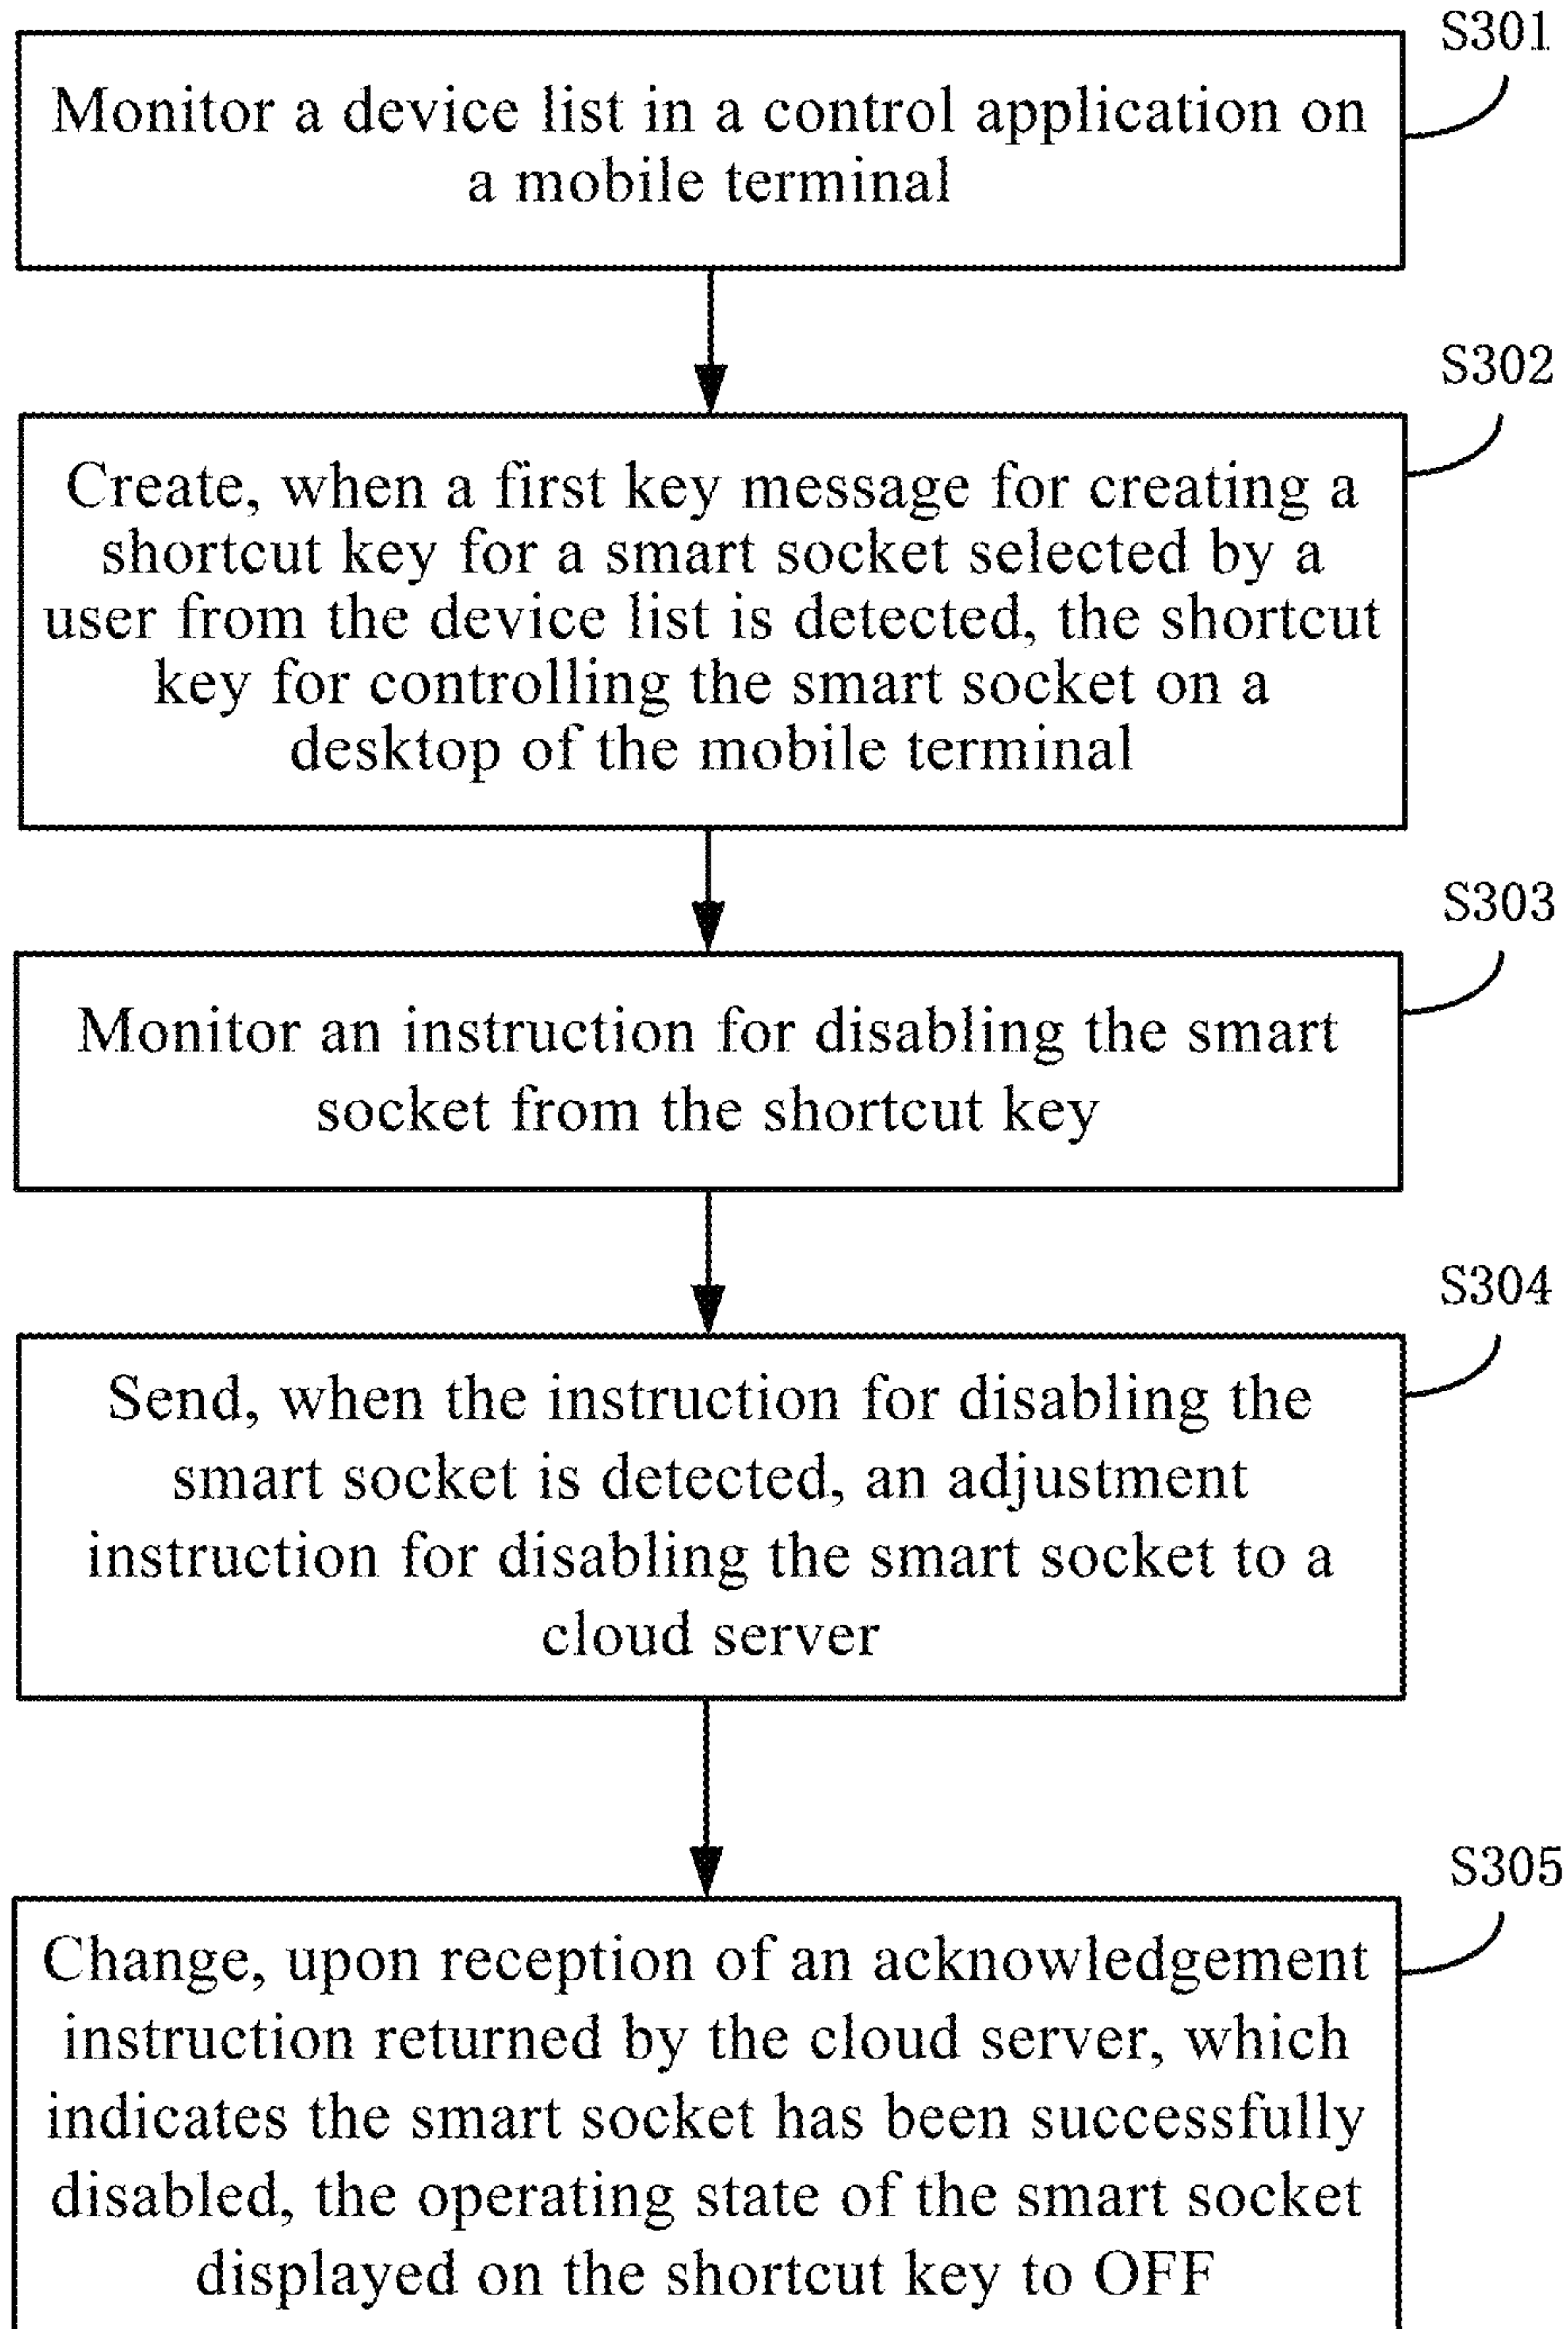 S301
Monitor a device list in a control application on
a mobile terminal
S302
Create, when a first key message for creating a
shortcut key for a smart socket selected by a
user from the device list is detected, the shortcut
key for controlling the smart socket on a
desktop of the mobile terminal
S303
Monitor an instruction for disabling the smart
socket from the shortcut key
S304
Send, when the instruction for disabling the
smart socket is detected, an adjustment
instruction for disabling the smart socket to a
cloud server
S305
Change, upon reception of an acknowledgement
instruction returned by the cloud server, which
indicates the smart socket has been successfully
disabled, the operating state of the smart socket
displayed on the shortcut key to OFF